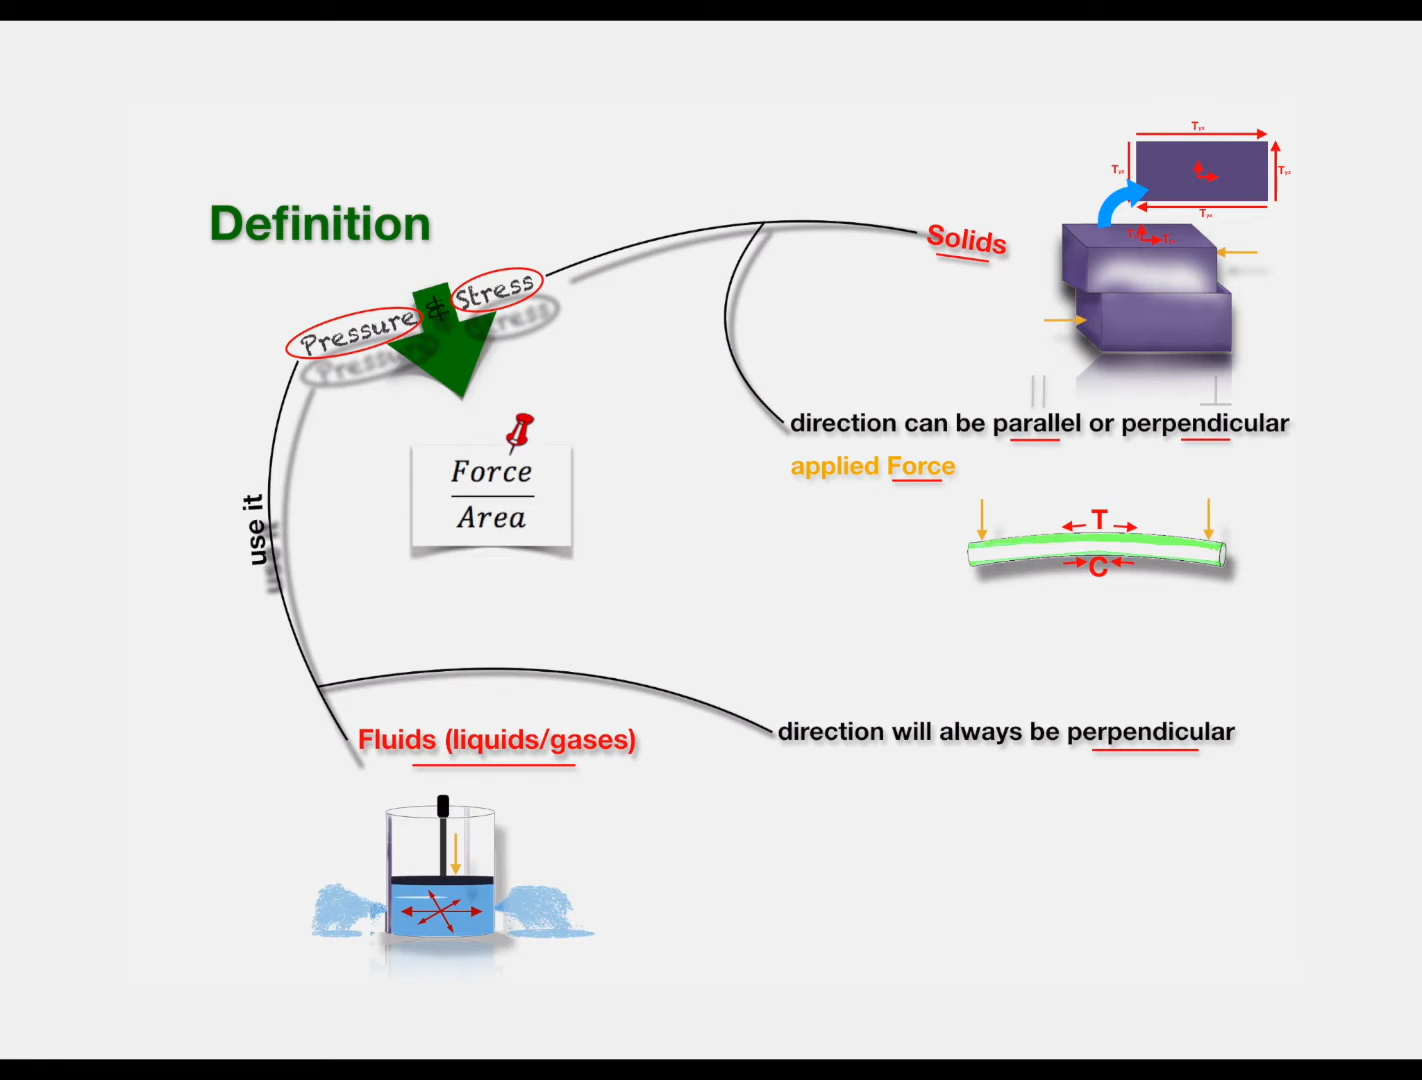 Definition
Pressure & Stress
Force
Area
use it
Solids
direction can be parallel or perpendicular
applied Force
T
C
Fluids (liquids/gases)
direction will always be perpendicular